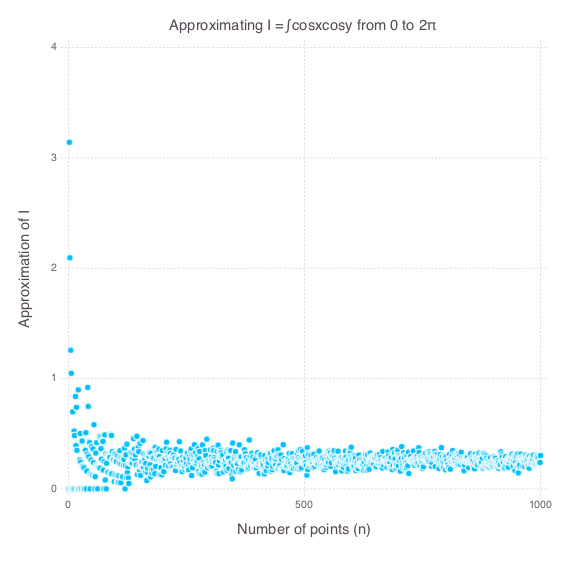 Approximating I =∫cosxcosy from 0 to 2π
4
3
2
1
0
0
500
1000
Approximation of I
Number of points (n)